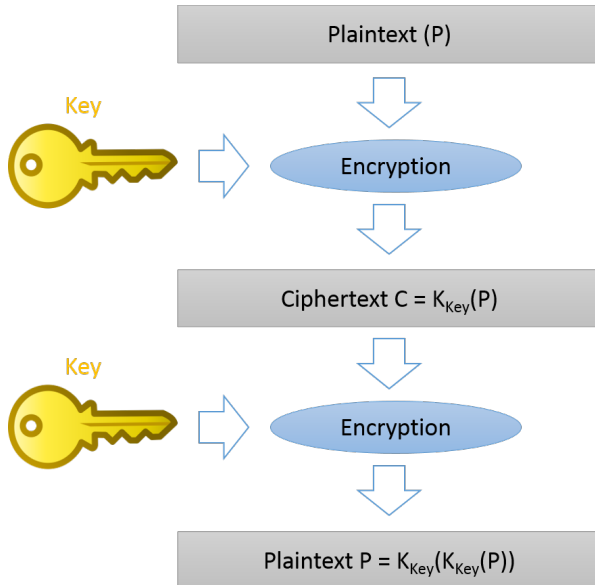 Plaintext (P)
Key
Encryption
Ciphertext C = K_Key(P)
Key
Encryption
Plaintext P = K_Key(K_Key(P))